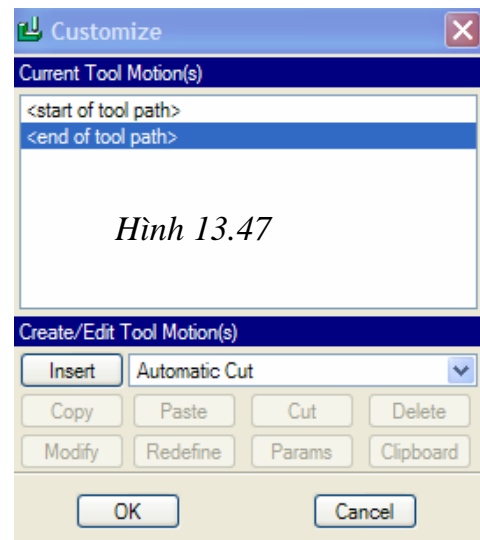 Customize
Current Tool Motion(s)
<start of tool path>
<end of tool path>
Hình 13.47
Create/Edit Tool Motion(s)
Insert Automatic Cut
Copy Paste Cut Delete
Modify Redefine Params Clipboard
OK Cancel